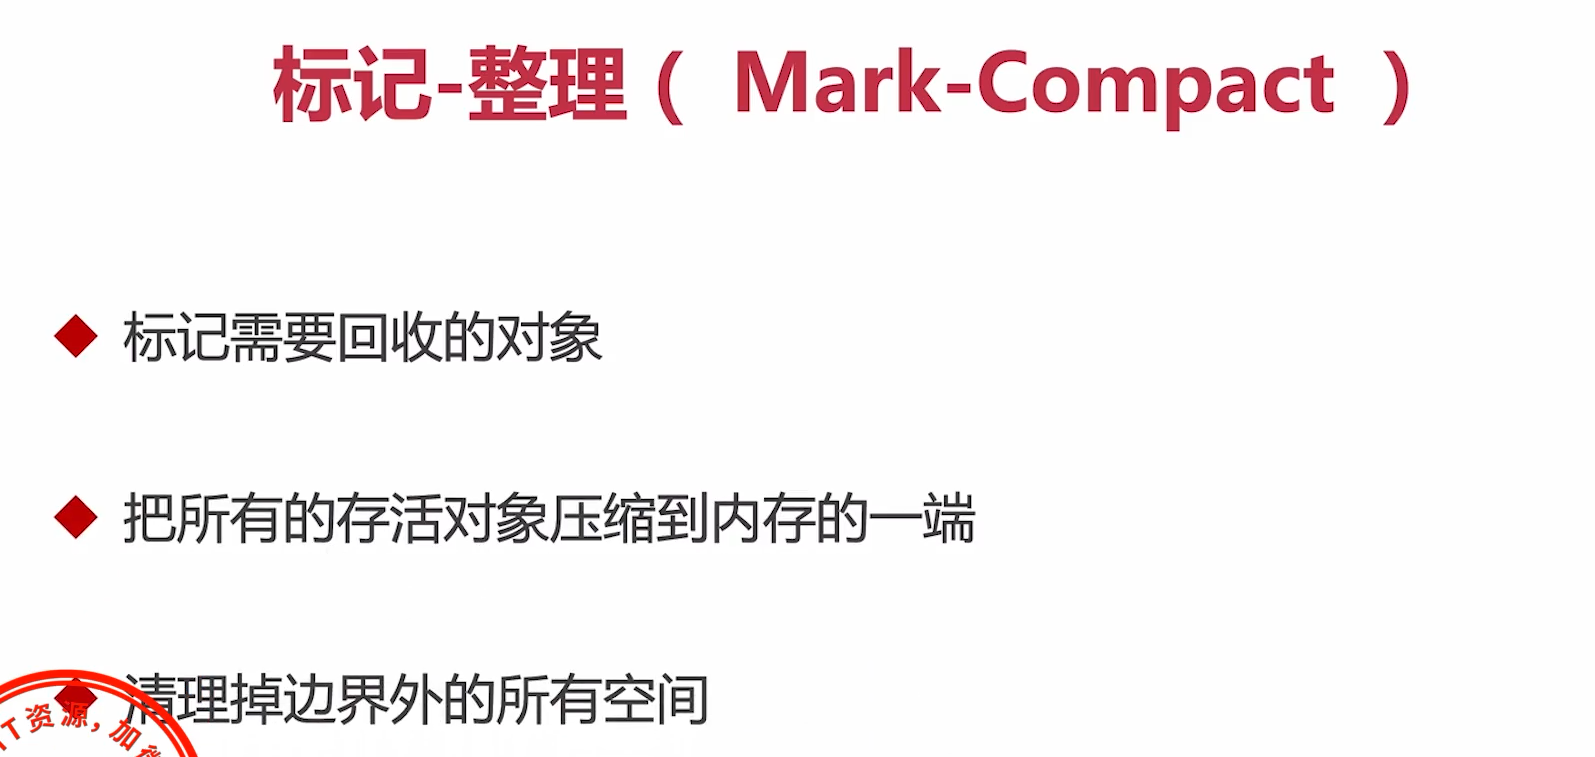 标记-整理（ Mark-Compact ）
标记需要回收的对象
把所有的存活对象压缩到内存的一端
清理掉边界外的所有空间
IT资源，加